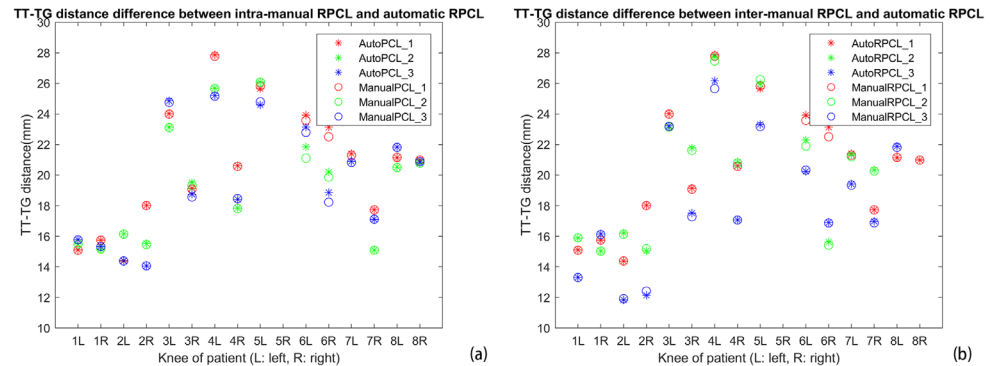 TT-TG distance difference between intra-manual RPCL and automatic RPCL
30
28
26
24
22
20
18
16
14
12
10
TT-TG distance(mm)
AutoPCL_1
AutoPCL_2
AutoPCL_3
ManualPCL_1
ManualPCL_2
ManualPCL_3
1L 1R 2L 2R 3L 3R 4L 4R 5L 5R 6L 6R 7L 7R 8L 8R
Knee of patient (L: left, R: right)
(a)
TT-TG distance difference between inter-manual RPCL and automatic RPCL
30
28
26
24
22
20
18
16
14
12
10
TT-TG distance(mm)
AutoRPCL_1
AutoRPCL_2
AutoRPCL_3
ManualRPCL_1
ManualRPCL_2
ManualRPCL_3
1L 1R 2L 2R 3L 3R 4L 4R 5L 5R 6L 6R 7L 7R 8L 8R
Knee of patient (L: left, R: right)
(b)